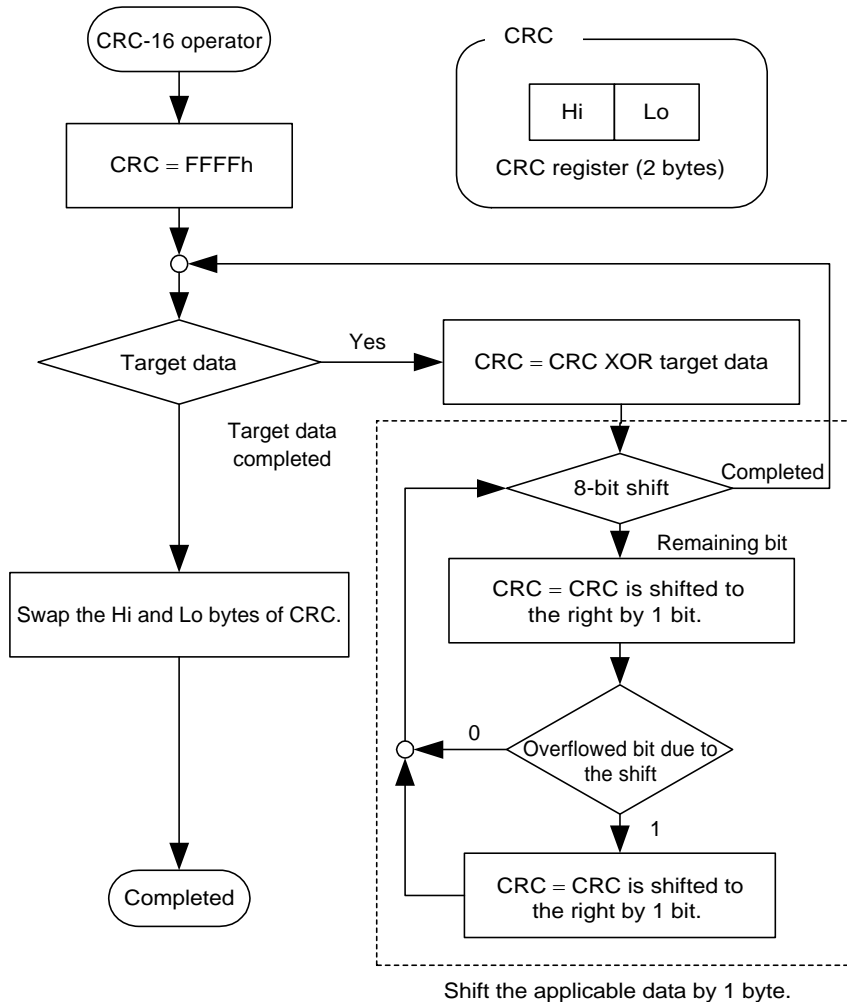 CRC-16 operator
CRC
Hi
Lo
CRC register (2 bytes)
CRC = FFFFh
Target data
Yes
CRC = CRC XOR target data
Target data
completed
8-bit shift
Completed
Remaining bit
CRC = CRC is shifted to
the right by 1 bit.
Swap the Hi and Lo bytes of CRC.
0
Overflowed bit due to
the shift
1
CRC = CRC is shifted to
the right by 1 bit.
Completed
Shift the applicable data by 1 byte.